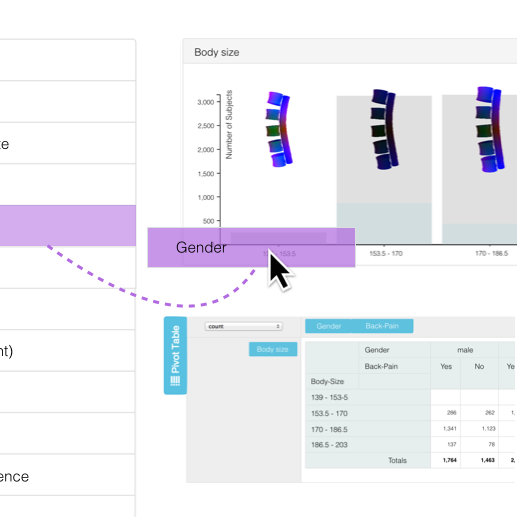 Body size
te
nt)
ence
Number of Subjects
3,000
2,500
2,000
1,500
1,000
500
Gender
153.5 - 170
170 - 186.5
Pivot Table
count
Gender Back-Pain
Body-size
Gender male
Back-Pain Yes No Ye
Body-Size
139 - 153-5
153.5 - 170 286 262 1,
170 - 186.5 1,341 1,123
186.5 - 203 137 78
Totals 1,764 1,463 2,